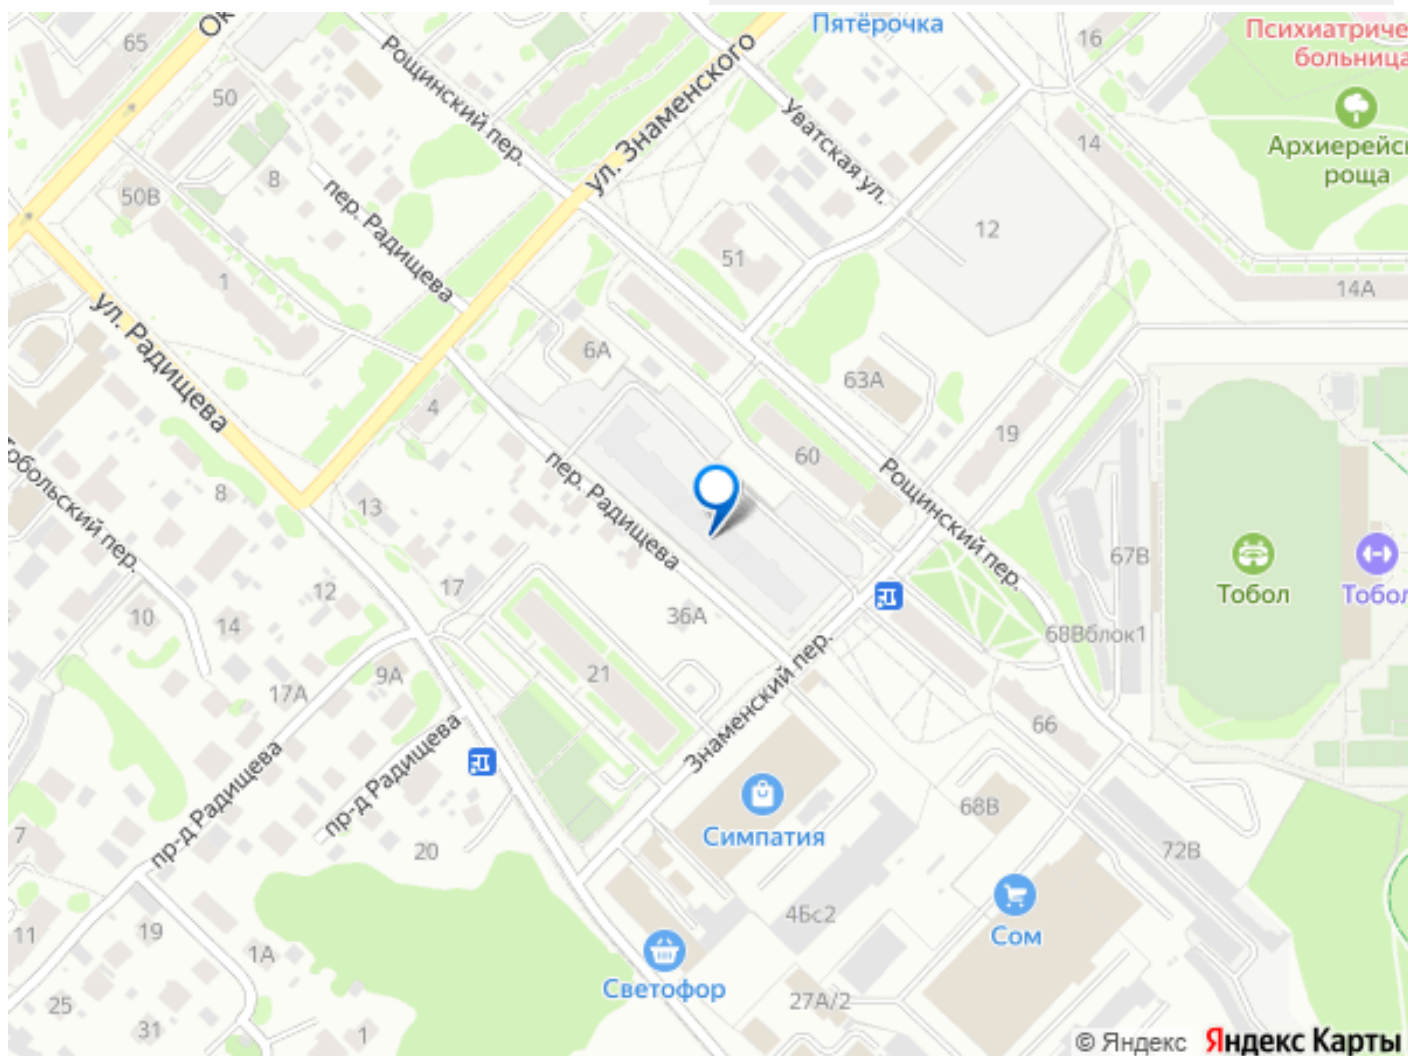 65
Ок
Рощинский пер.
ул. Знаменского
Пятёрочка
16
Психиатриче
больница
50
14
Архиерейс
роща
Уватская ул.
8
50В
пер. Радищева
12
51
1
14А
ул. Радищева
6А
63А
4
19
60
Рощинский пер.
пер. Радищева
Тобольский пер.
8
13
67В
Тобол
Тобол
12
17
10
14
36А
68Вблок1
21
9А
17А
Знаменский пер.
66
пр-д Радищева
пр-д Радищева
Симпатия
68В
7
20
72В
4Бс2
11
19
1А
Сом
Светофор
27А/2
25
31
1
© Яндекс Яндекс Карты